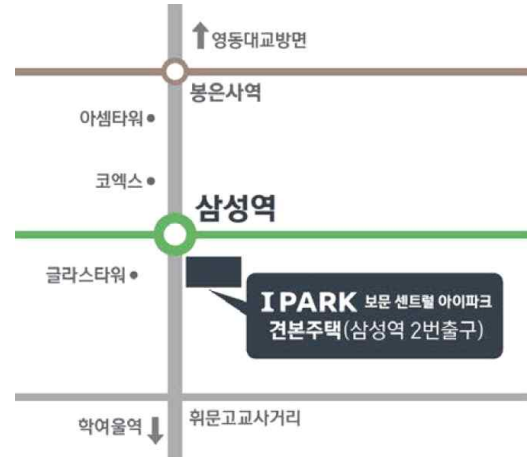 영동대교방면
봉은사역
아셈타워
코엑스
삼성역
글라스타워
I PARK 보문 센트럴 아이파크
견본주택(삼성역 2번출구)
휘문고교사거리
학여울역